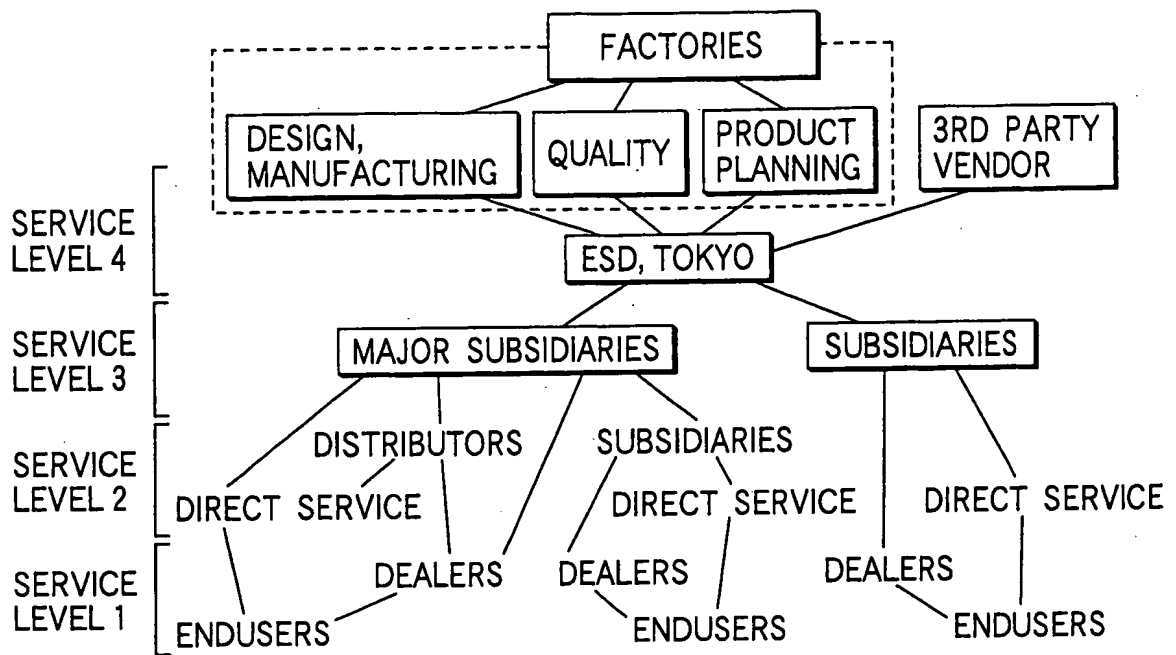 FACTORIES
DESIGN,
MANUFACTURING
QUALITY
PRODUCT
PLANNING
3RD PARTY
VENDOR
SERVICE
LEVEL 4
ESD, TOKYO
SERVICE
LEVEL 3
MAJOR SUBSIDIARIES
SUBSIDIARIES
SERVICE
LEVEL 2
DISTRIBUTORS
SUBSIDIARIES
DIRECT SERVICE
DIRECT SERVICE
DIRECT SERVICE
SERVICE
LEVEL 1
DEALERS
DEALERS
DEALERS
ENDUSERS
ENDUSERS
ENDUSERS